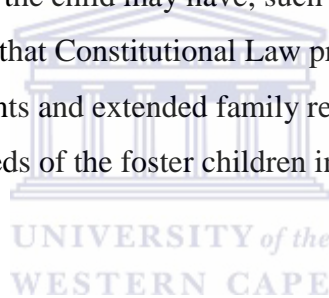 the child may have, such
that Constitutional Law pr
nts and extended family re
eds of the foster children in
UNIVERSITY of the
WESTERN CAPE